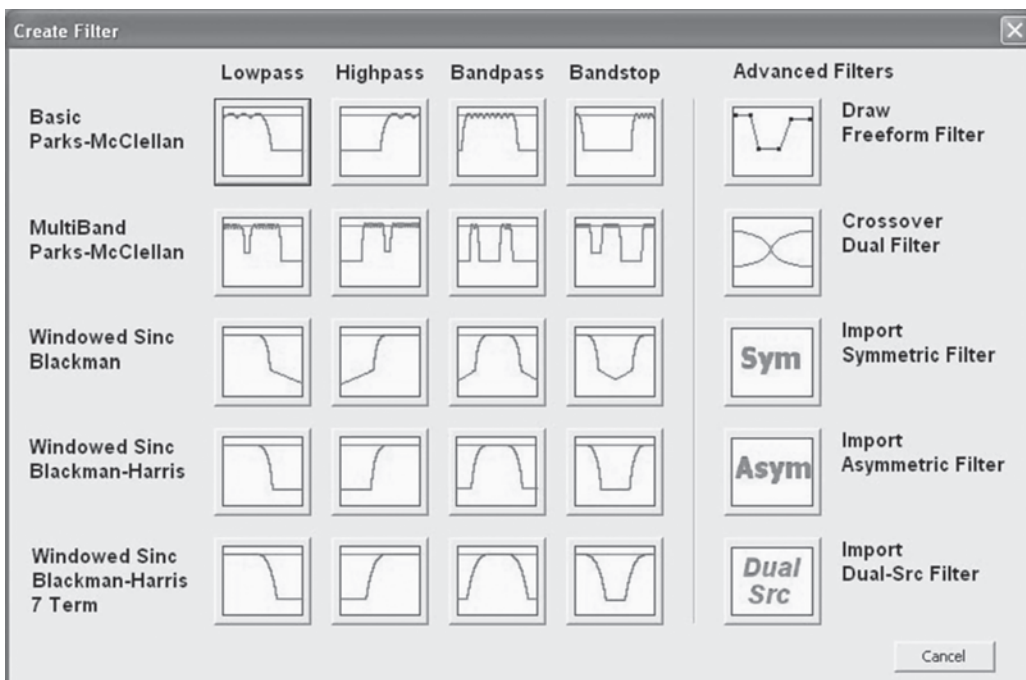 Create Filter
Lowpass Highpass Bandpass Bandstop Advanced Filters
Basic
Parks-McClellan
Draw
Freeform Filter
MultiBand
Parks-McClellan
Crossover
Dual Filter
Windowed Sinc
Blackman
Sym
Import
Symmetric Filter
Windowed Sinc
Blackman-Harris
Asym
Import
Asymmetric Filter
Windowed Sinc
Blackman-Harris
7 Term
Dual
Src
Import
Dual-Src Filter
Cancel